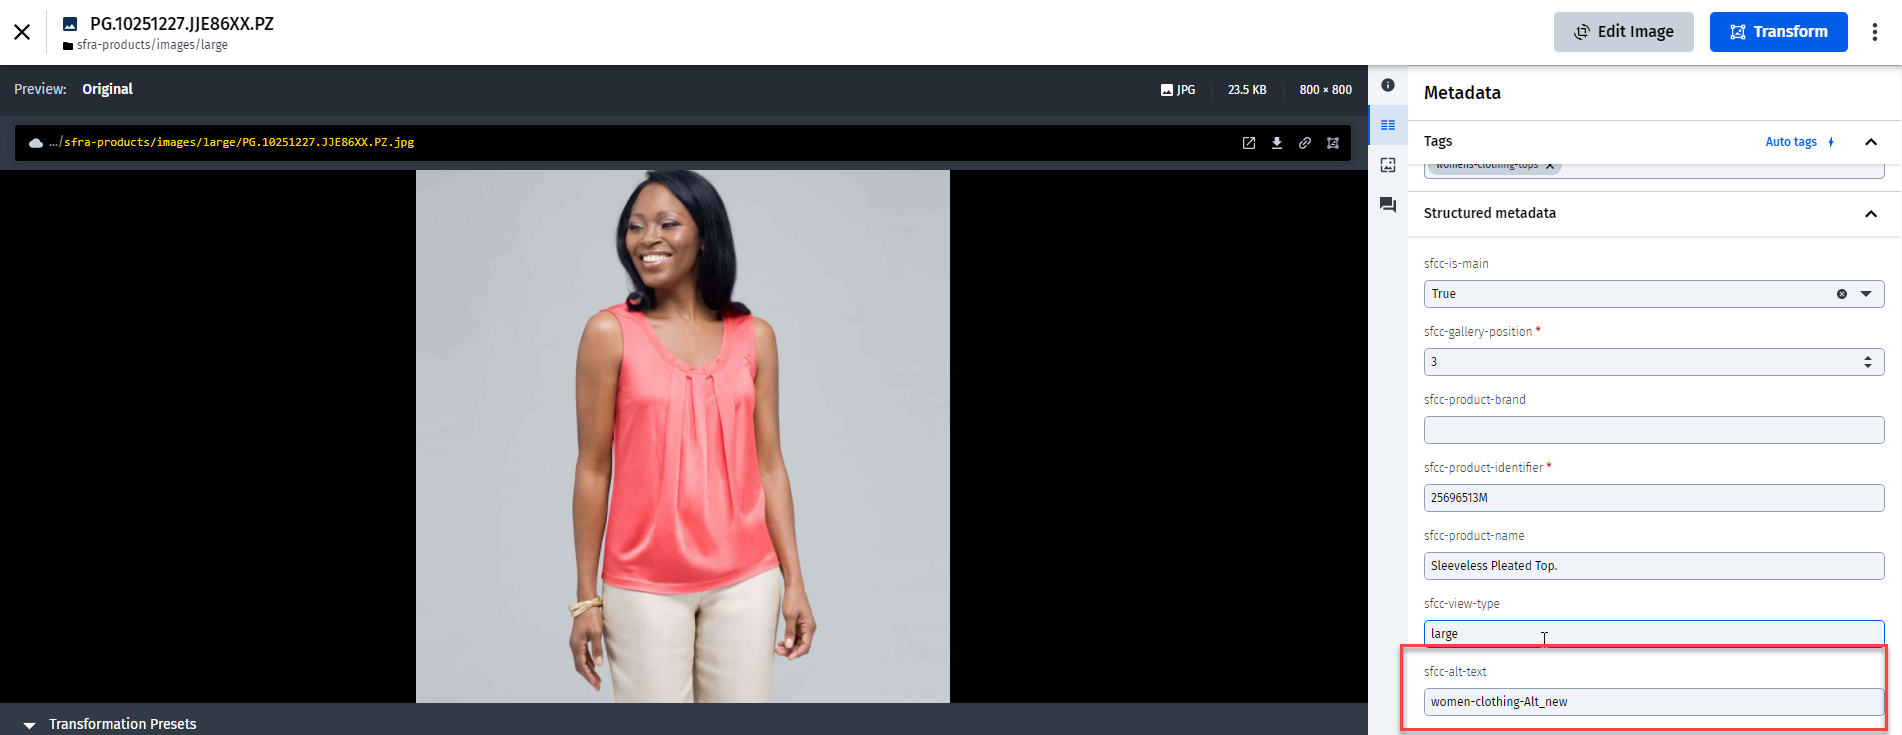 PG.10251227.JJE86XX.PZ
sfra-products/images/large
Edit Image
Transform
Preview: Original
JPG 23.5 KB 800 × 800
.../sfra-products/images/large/PG.10251227.JJE86XX.PZ.jpg
Transformation Presets
Metadata
Tags
Auto tags
womens-clothing-tops
Structured metadata
sfcc-is-main
True
sfcc-gallery-position *
3
sfcc-product-brand
sfcc-product-identifier *
25696513M
sfcc-product-name
Sleeveless Pleated Top.
sfcc-view-type
large
sfcc-alt-text
women-clothing-Alt_new